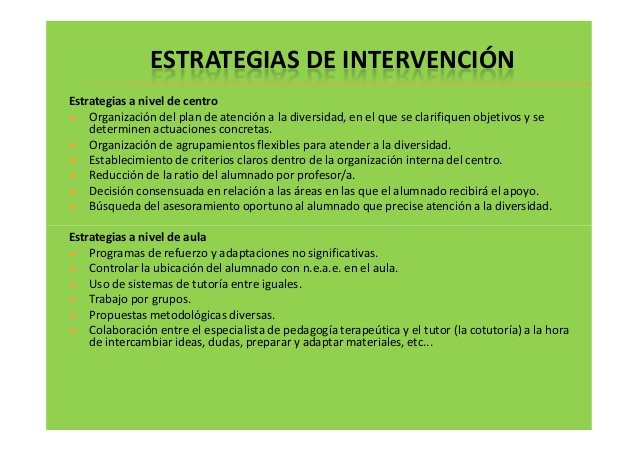 ESTRATEGIAS DE INTERVENCIÓN
Estrategias a nivel de centro
Organización del plan de atención a la diversidad, en el que se clarifiquen objetivos y se
determinen actuaciones concretas.
Organización de agrupamientos flexibles para atender a la diversidad.
Establecimiento de criterios claros dentro de la organización interna del centro.
Reducción de la ratio del alumnado por profesor/a.
Decisión consensuada en relación a las áreas en las que el alumnado recibirá el apoyo.
Búsqueda del asesoramiento oportuno al alumnado que precise atención a la diversidad.
Estrategias a nivel de aula
Programas de refuerzo y adaptaciones no significativas.
Controlar la ubicación del alumnado con n.e.a.e. en el aula.
Uso de sistemas de tutoría entre iguales.
Trabajo por grupos.
Propuestas metodológicas diversas.
Colaboración entre el especialista de pedagogía terapeútica y el tutor (la cotutoría) a la hora
de intercambiar ideas, dudas, preparar y adaptar materiales, etc...